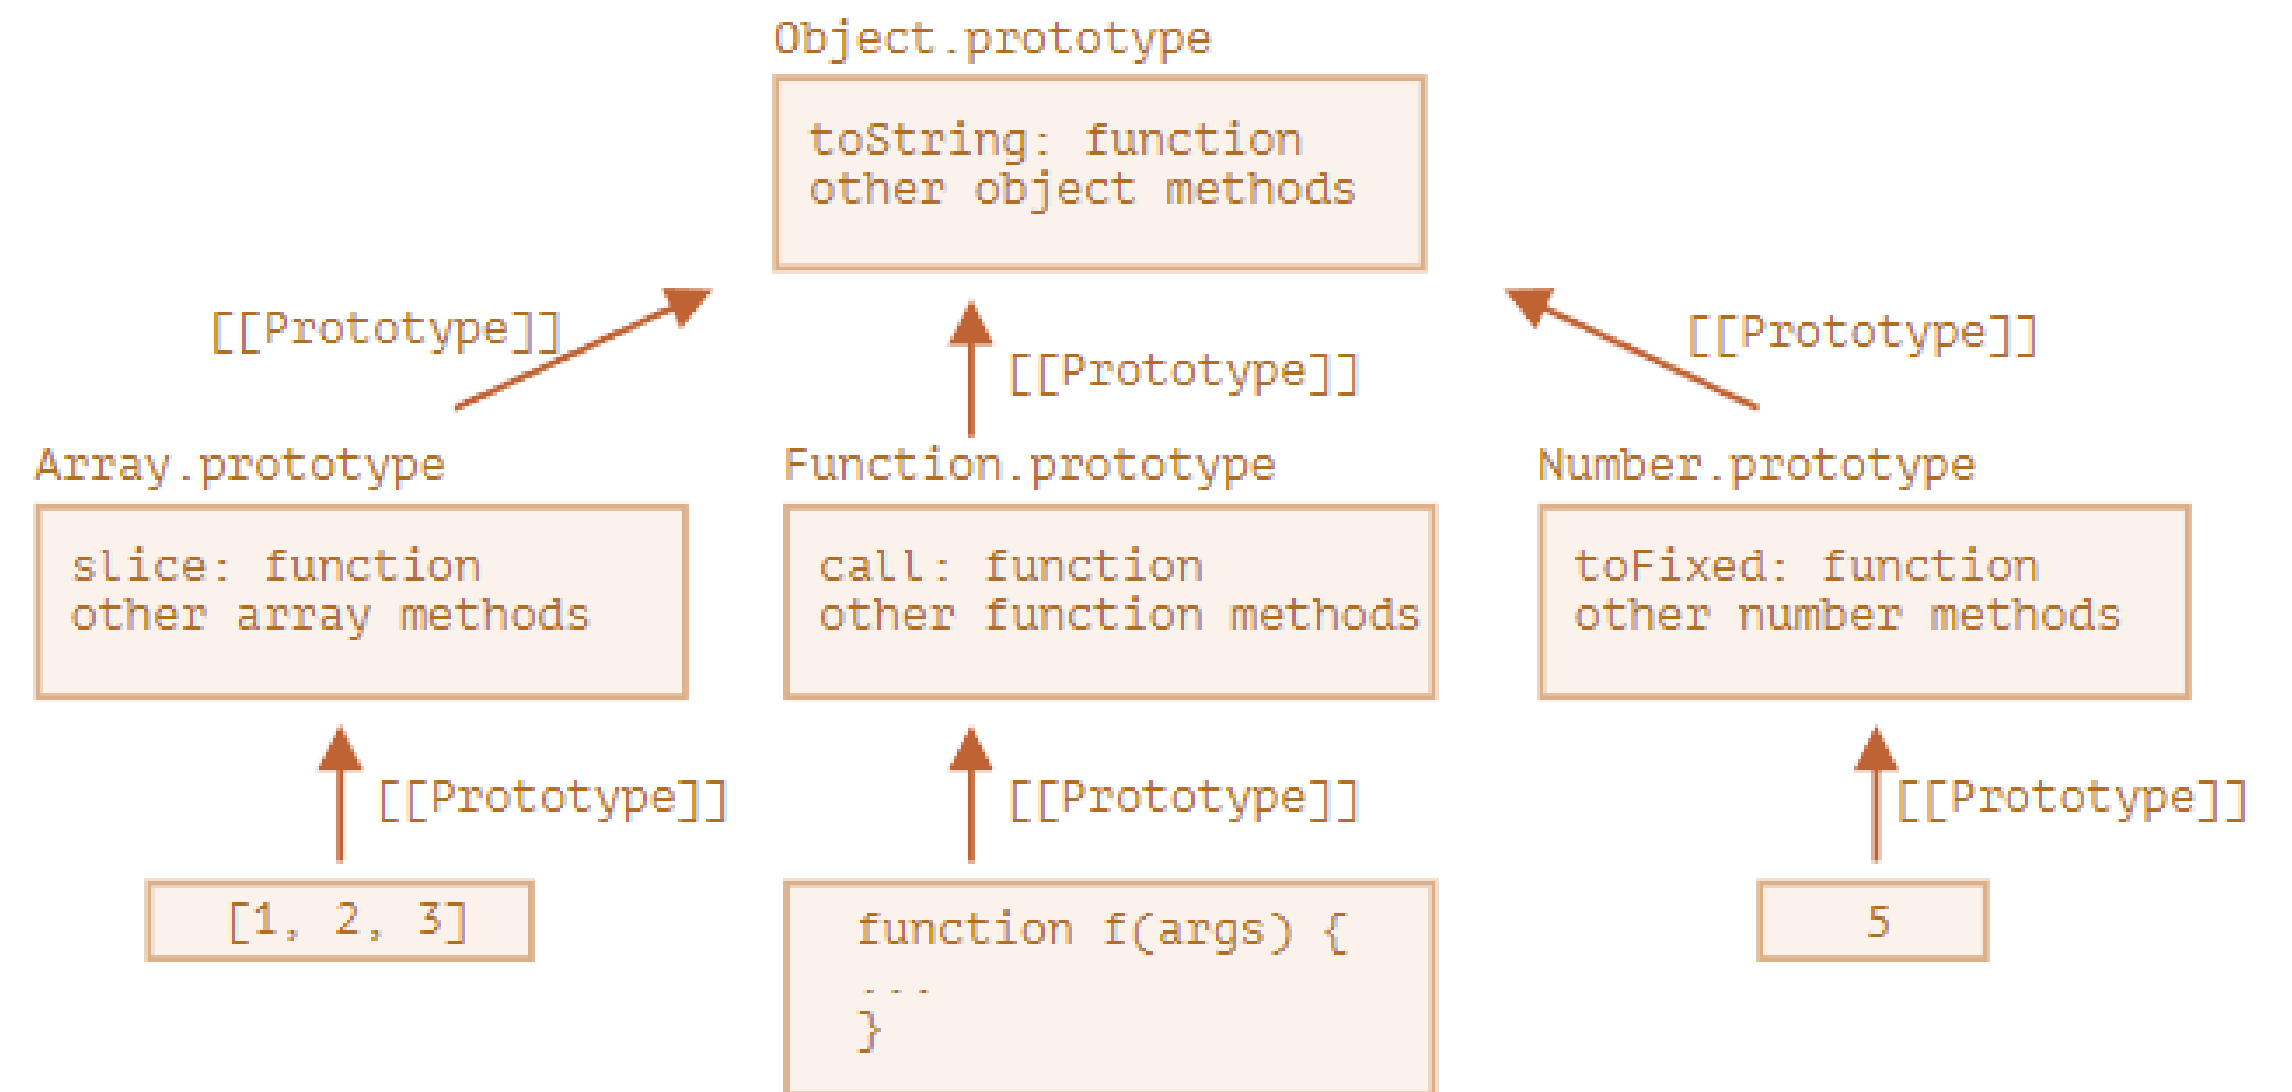 Object.prototype
toString: function
other object methods
[[Prototype]]
[[Prototype]]
[[Prototype]]
Array.prototype
Function.prototype
Number.prototype
slice: function
other array methods
call: function
other function methods
toFixed: function
other number methods
[[Prototype]]
[[Prototype]]
[[Prototype]]
[1, 2, 3]
function f(args) {
...
}
5